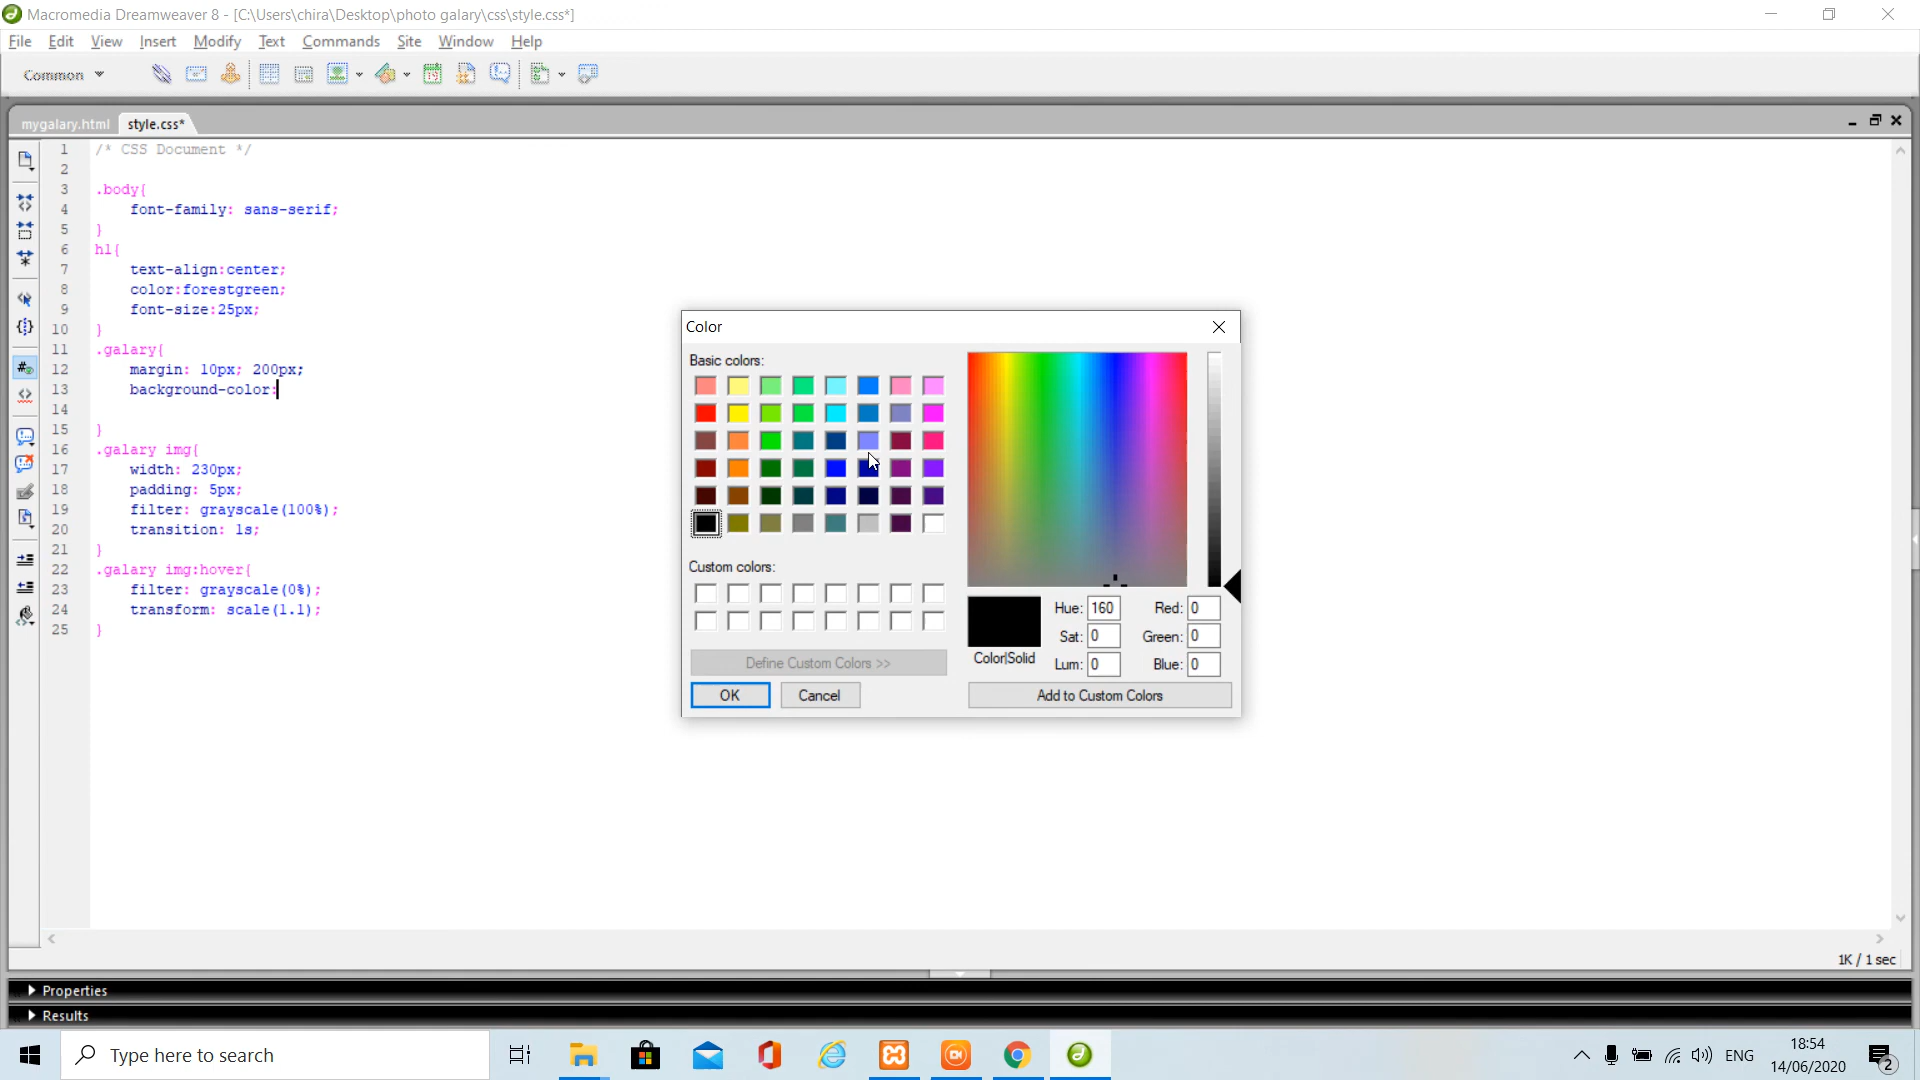 Macromedia Dreamweaver 8 - [C:\Users\chira\Desktop\photo galary\css\style.css*]
File Edit View Insert Modify Text Commands Site Window Help
Common
mygalary.html style.css*
1 /* CSS Document */
2
3 .body{
4 font-family: sans-serif;
5 }
6 h1{
7 text-align:center;
8 color:forestgreen;
9 font-size:25px;
10 }
11 .galary{
12 margin: 10px; 200px;
13 background-color:
14
15 }
16 .galary img{
17 width: 230px;
18 padding: 5px;
19 filter: grayscale(100%);
20 transition: 1s;
21 }
22 .galary img:hover{
23 filter: grayscale(0%);
24 transform: scale(1.1);
25 }
Color
Basic colors:
Custom colors:
Define Custom Colors >>
OK Cancel
Color|Solid
Hue: 160 Red: 0
Sat: 0 Green: 0
Lum: 0 Blue: 0
Add to Custom Colors
1K / 1 sec
Properties
Results
Type here to search
ENG
18:54
14/06/2020
2